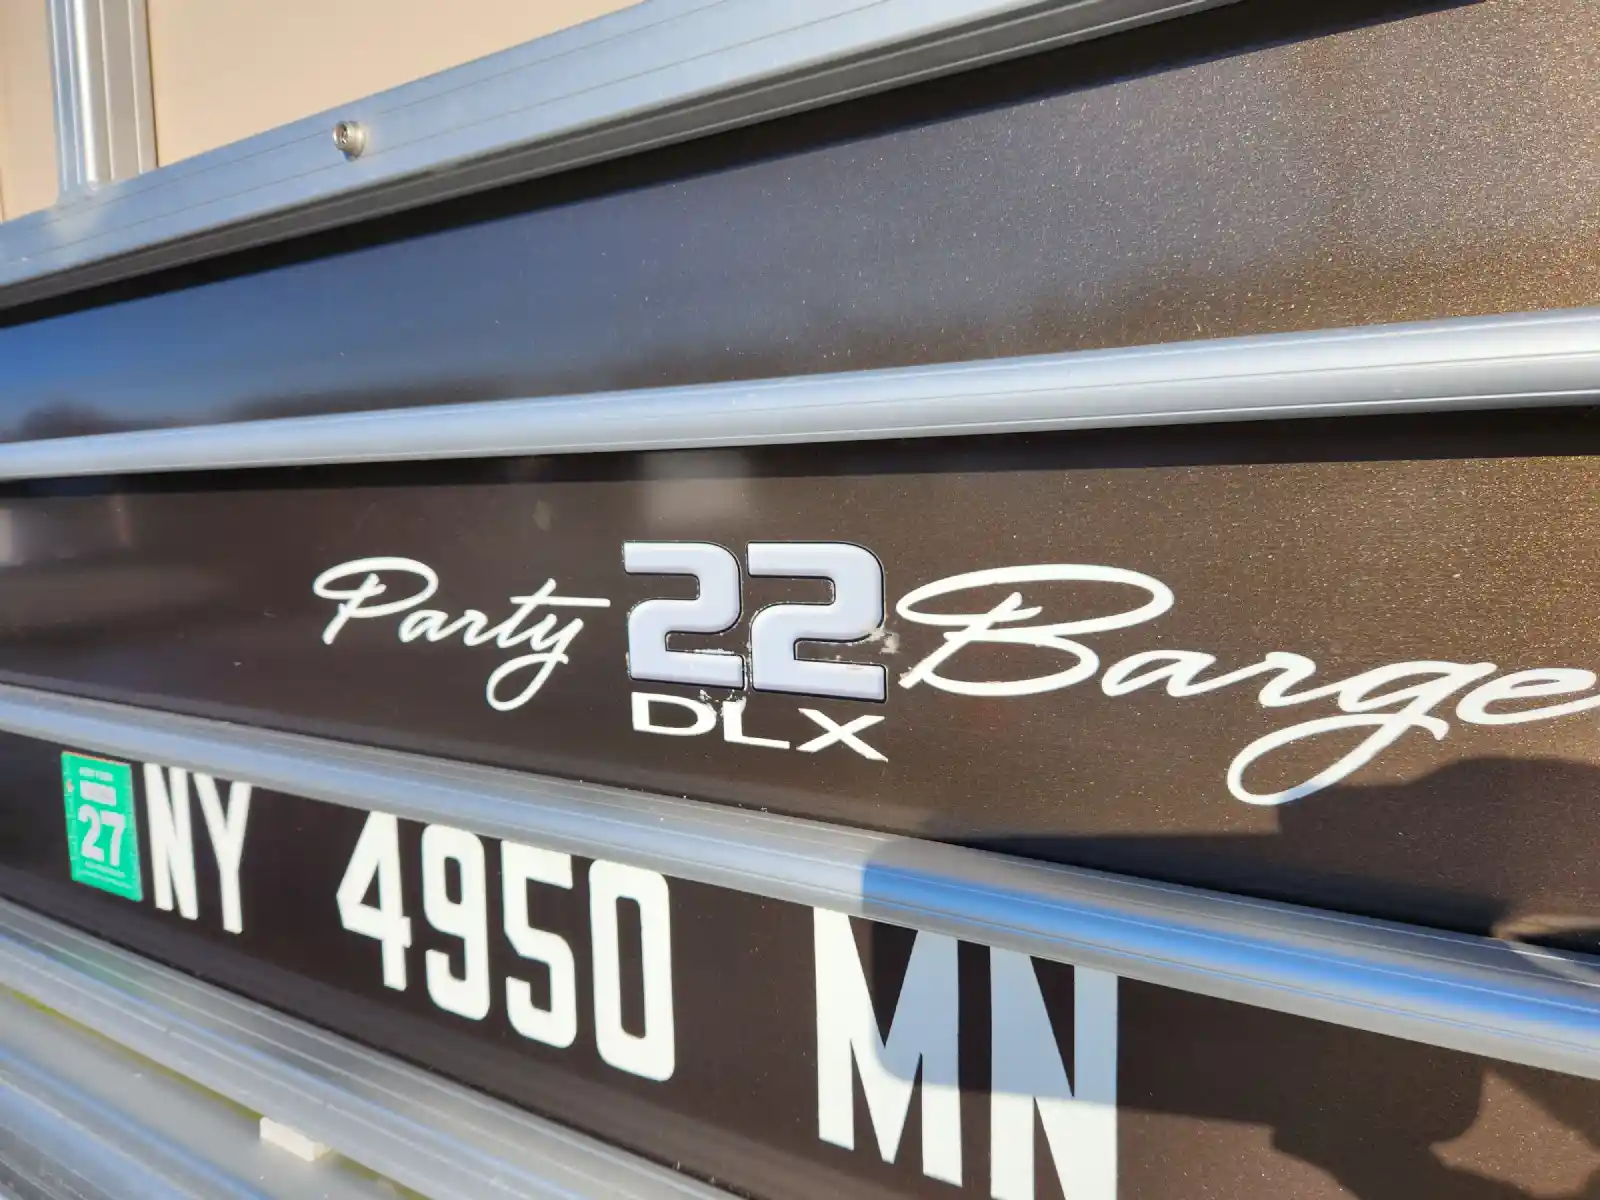 Party 22 Barge
DLX
27
NY 4950 MN